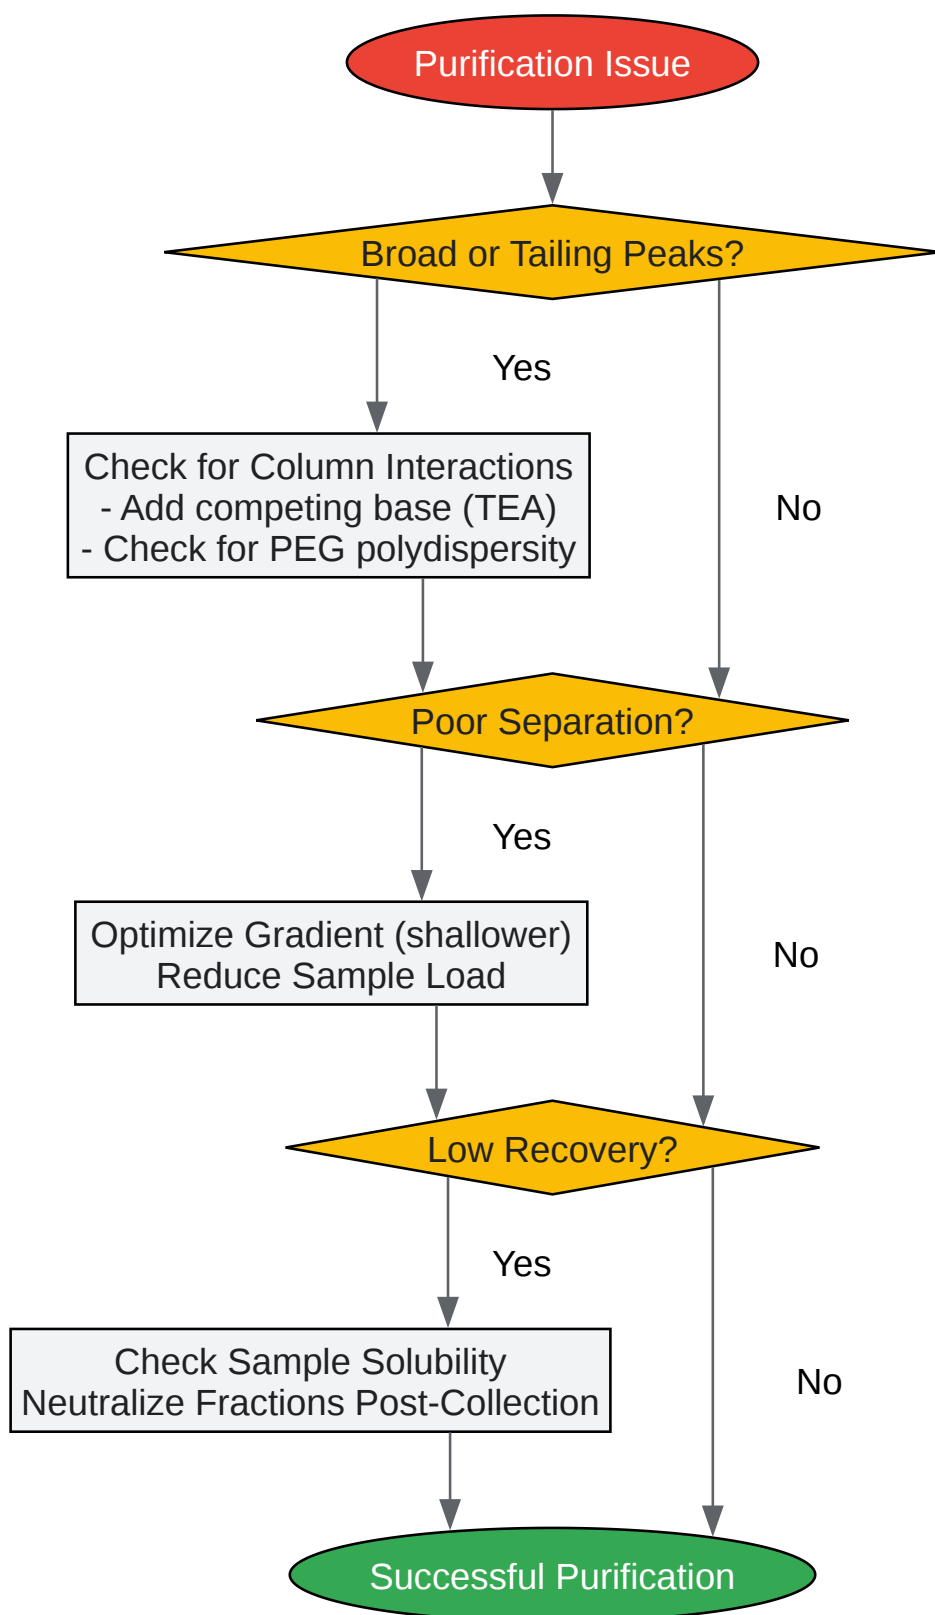 Purification Issue
Broad or Tailing Peaks?
Yes
Check for Column Interactions
- Add competing base (TEA)
- Check for PEG polydispersity
No
Poor Separation?
Yes
Optimize Gradient (shallower)
Reduce Sample Load
No
Low Recovery?
Yes
Check Sample Solubility
Neutralize Fractions Post-Collection
No
Successful Purification